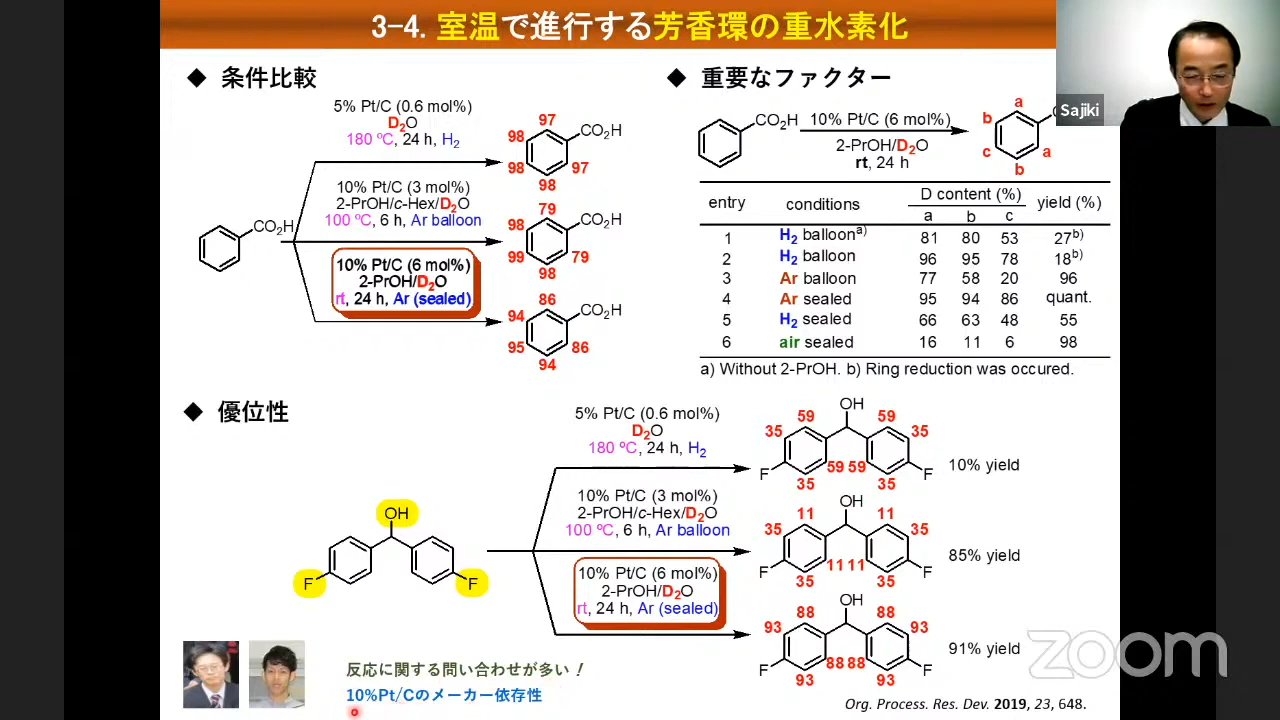 3-4. 室温で進行する芳香環の重水素化
Sajiki
◆ 条件比較
5% Pt/C (0.6 mol%)
D2O
180 ºC, 24 h, H2
97
CO2H
98
98
97
98
10% Pt/C (3 mol%)
2-PrOH/c-Hex/D2O
100 ºC, 6 h, Ar balloon
CO2H
79
CO2H
98
99
79
98
10% Pt/C (6 mol%)
2-PrOH/D2O
rt, 24 h, Ar (sealed)
86
CO2H
94
95
86
94
◆ 重要なファクター
CO2H
10% Pt/C (6 mol%)
2-PrOH/D2O
rt, 24 h
a
b
c
a
b
entry conditions D content (%) yield (%)
a b c
1 H2 balloona) 81 80 53 27b)
2 H2 balloon 96 95 78 18b)
3 Ar balloon 77 58 20 96
4 Ar sealed 95 94 86 quant.
5 H2 sealed 66 63 48 55
6 air sealed 16 11 6 98
a) Without 2-PrOH. b) Ring reduction was occured.
◆ 優位性
OH
F F
5% Pt/C (0.6 mol%)
D2O
180 ºC, 24 h, H2
OH
59 59
35 35
59 59
F F
35 35
10% yield
10% Pt/C (3 mol%)
2-PrOH/c-Hex/D2O
100 ºC, 6 h, Ar balloon
OH
11 11
35 35
11 11
F F
35 35
85% yield
10% Pt/C (6 mol%)
2-PrOH/D2O
rt, 24 h, Ar (sealed)
OH
88 88
93 93
88 88
F F
93 93
91% yield
反応に関する問い合わせが多い！
10%Pt/Cのメーカー依存性
Org. Process. Res. Dev. 2019, 23, 648.
zoom